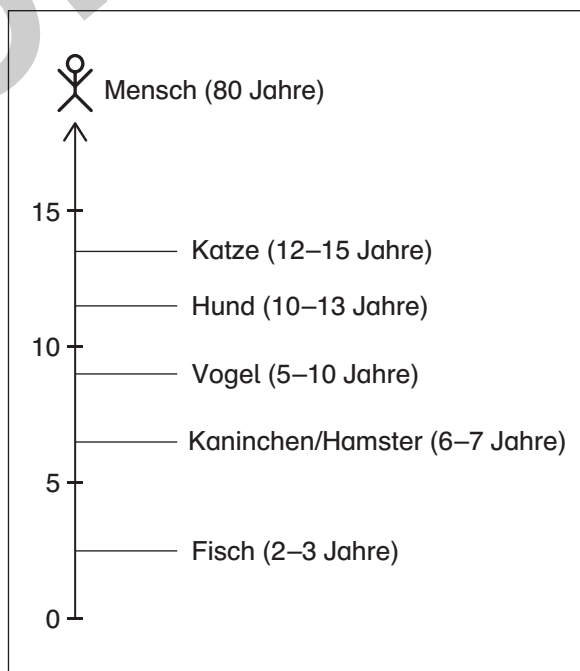 Mensch (80 Jahre)
15
Katze (12–15 Jahre)
Hund (10–13 Jahre)
10
Vogel (5–10 Jahre)
Kaninchen/Hamster (6–7 Jahre)
5
Fisch (2–3 Jahre)
0